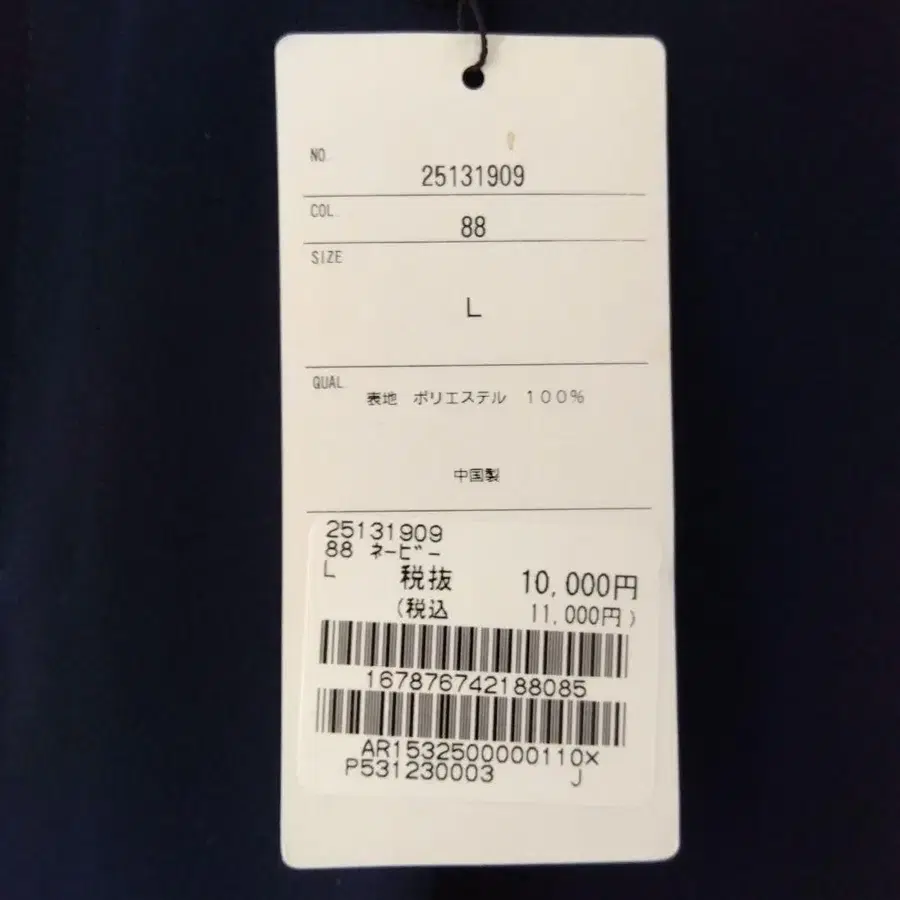 NO.
25131909
COL.
88
SIZE
L
QUAL.
表地 ポリエステル 100%
中国製
25131909
88 ネービー
L 税抜 10,000円
(税込 11,000円)
167876742188085
AR1532500000110X
P531230003 J